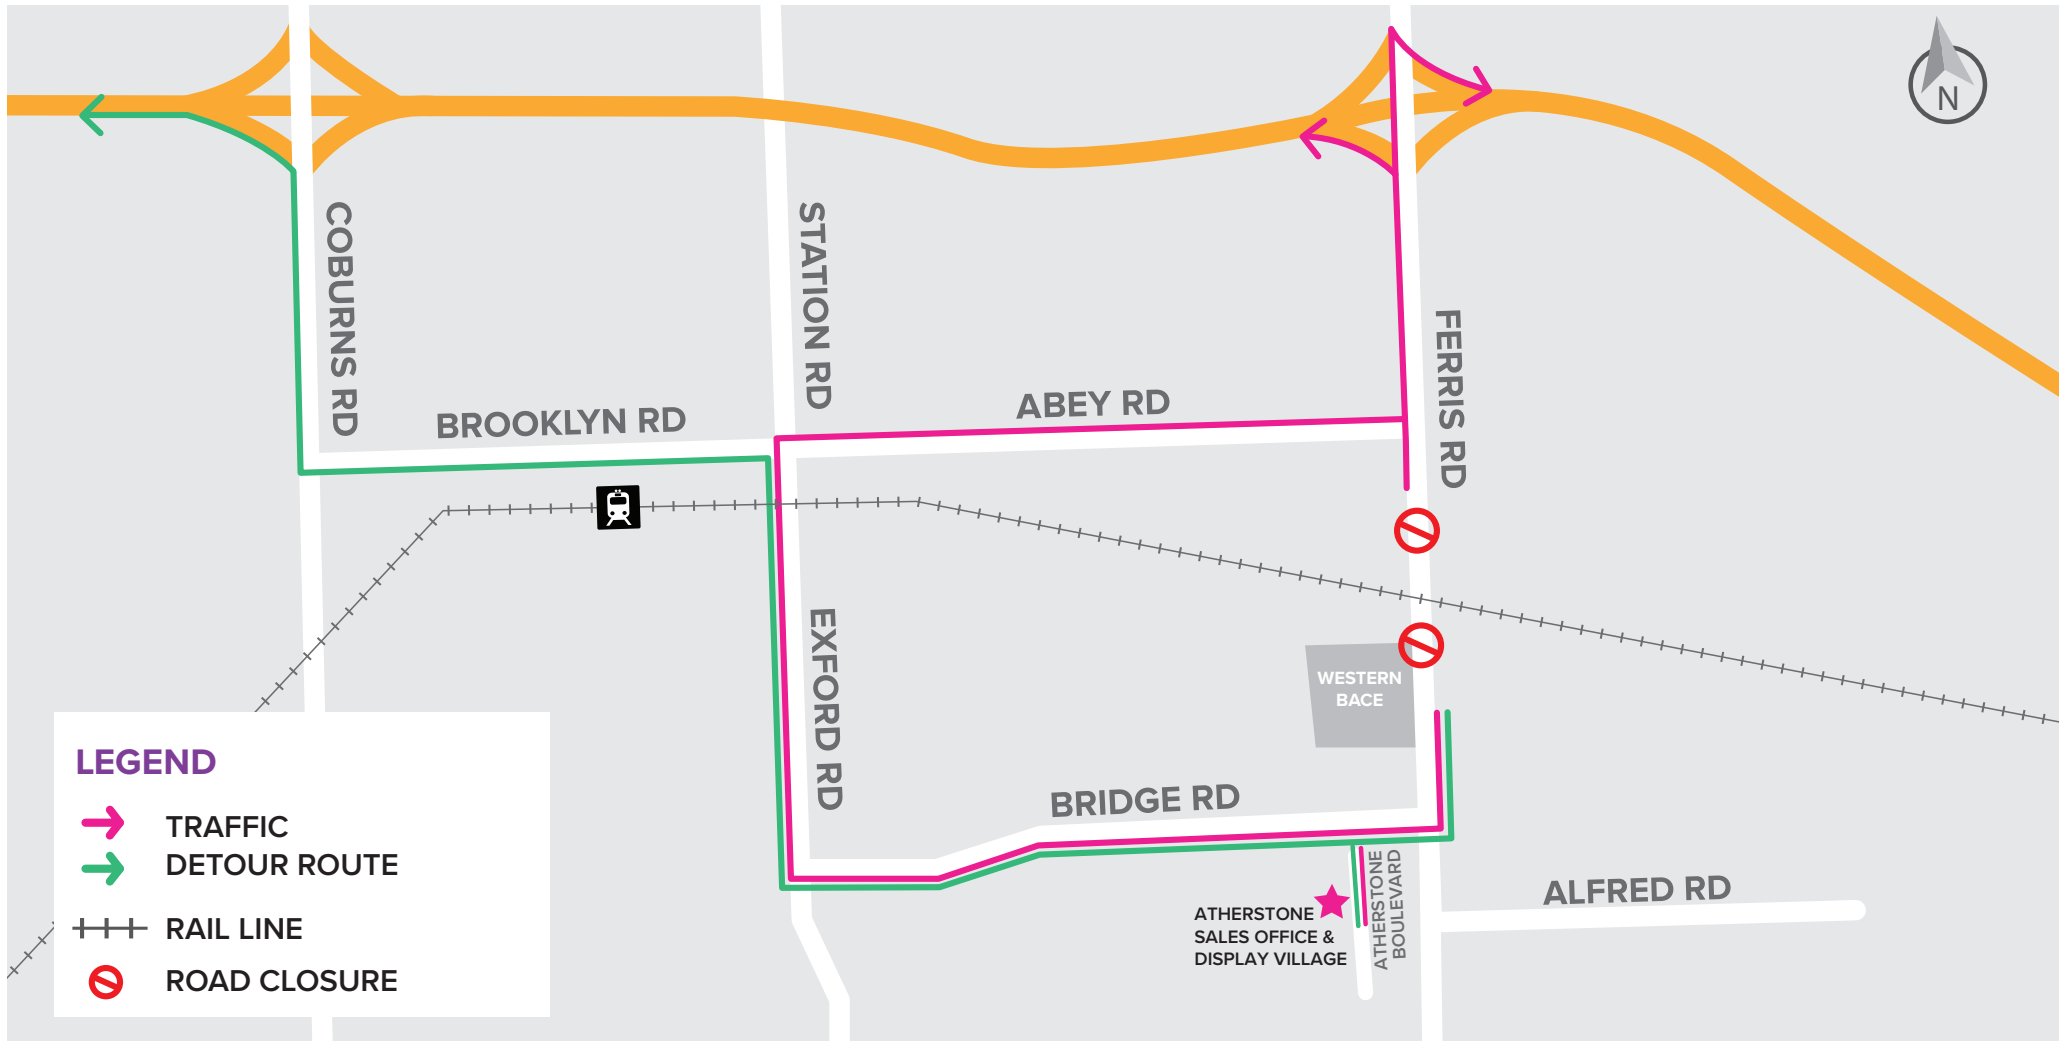 N
COBURNS RD
STATION RD
FERRIS RD
BROOKLYN RD
ABEY RD
EXFORD RD
WESTERN
BACE
BRIDGE RD
ATHERSTONE
BOULEVARD
ALFRED RD
ATHERSTONE
SALES OFFICE &
DISPLAY VILLAGE
LEGEND
TRAFFIC
DETOUR ROUTE
RAIL LINE
ROAD CLOSURE